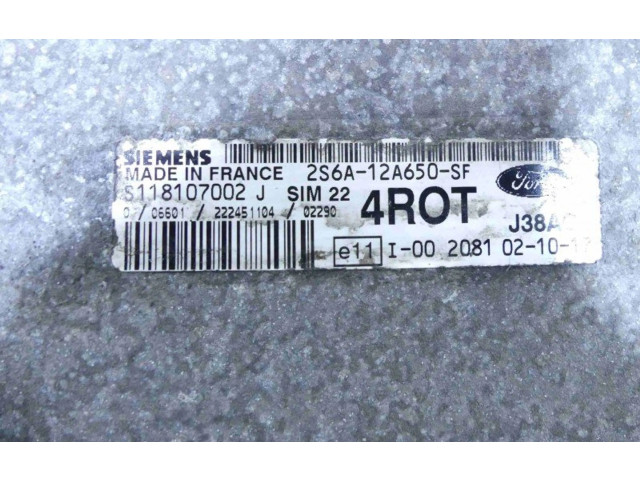 SIEMENS
MADE IN FRANCE 2S6A-12A650-SF
Ford
S118107002 J SIM 22 4ROT
/ 06601 / 222451104 / 02290
e11 I-00 2081 02-10-17